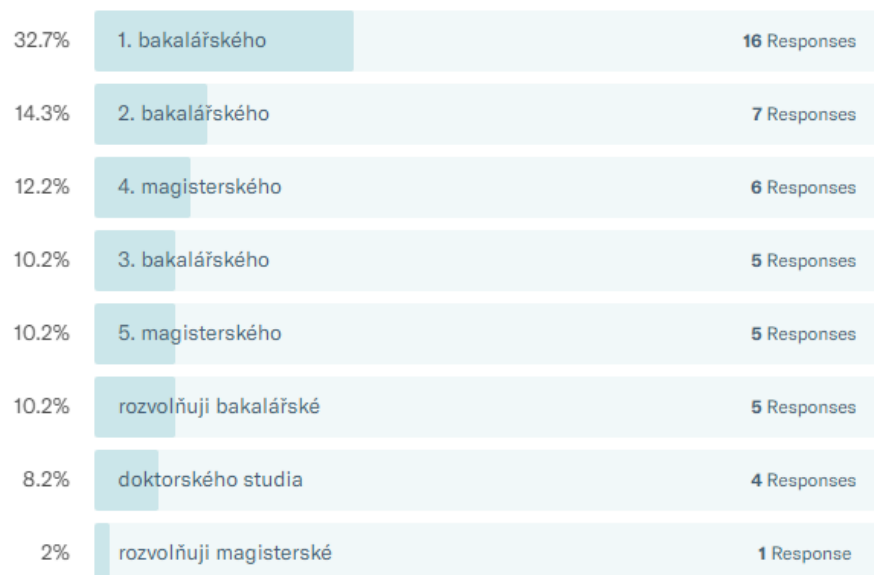 32.7% 1. bakalářského 16 Responses
14.3% 2. bakalářského 7 Responses
12.2% 4. magisterského 6 Responses
10.2% 3. bakalářského 5 Responses
10.2% 5. magisterského 5 Responses
10.2% rozvolňuji bakalářské 5 Responses
8.2% doktorského studia 4 Responses
2% rozvolňuji magisterské 1 Response